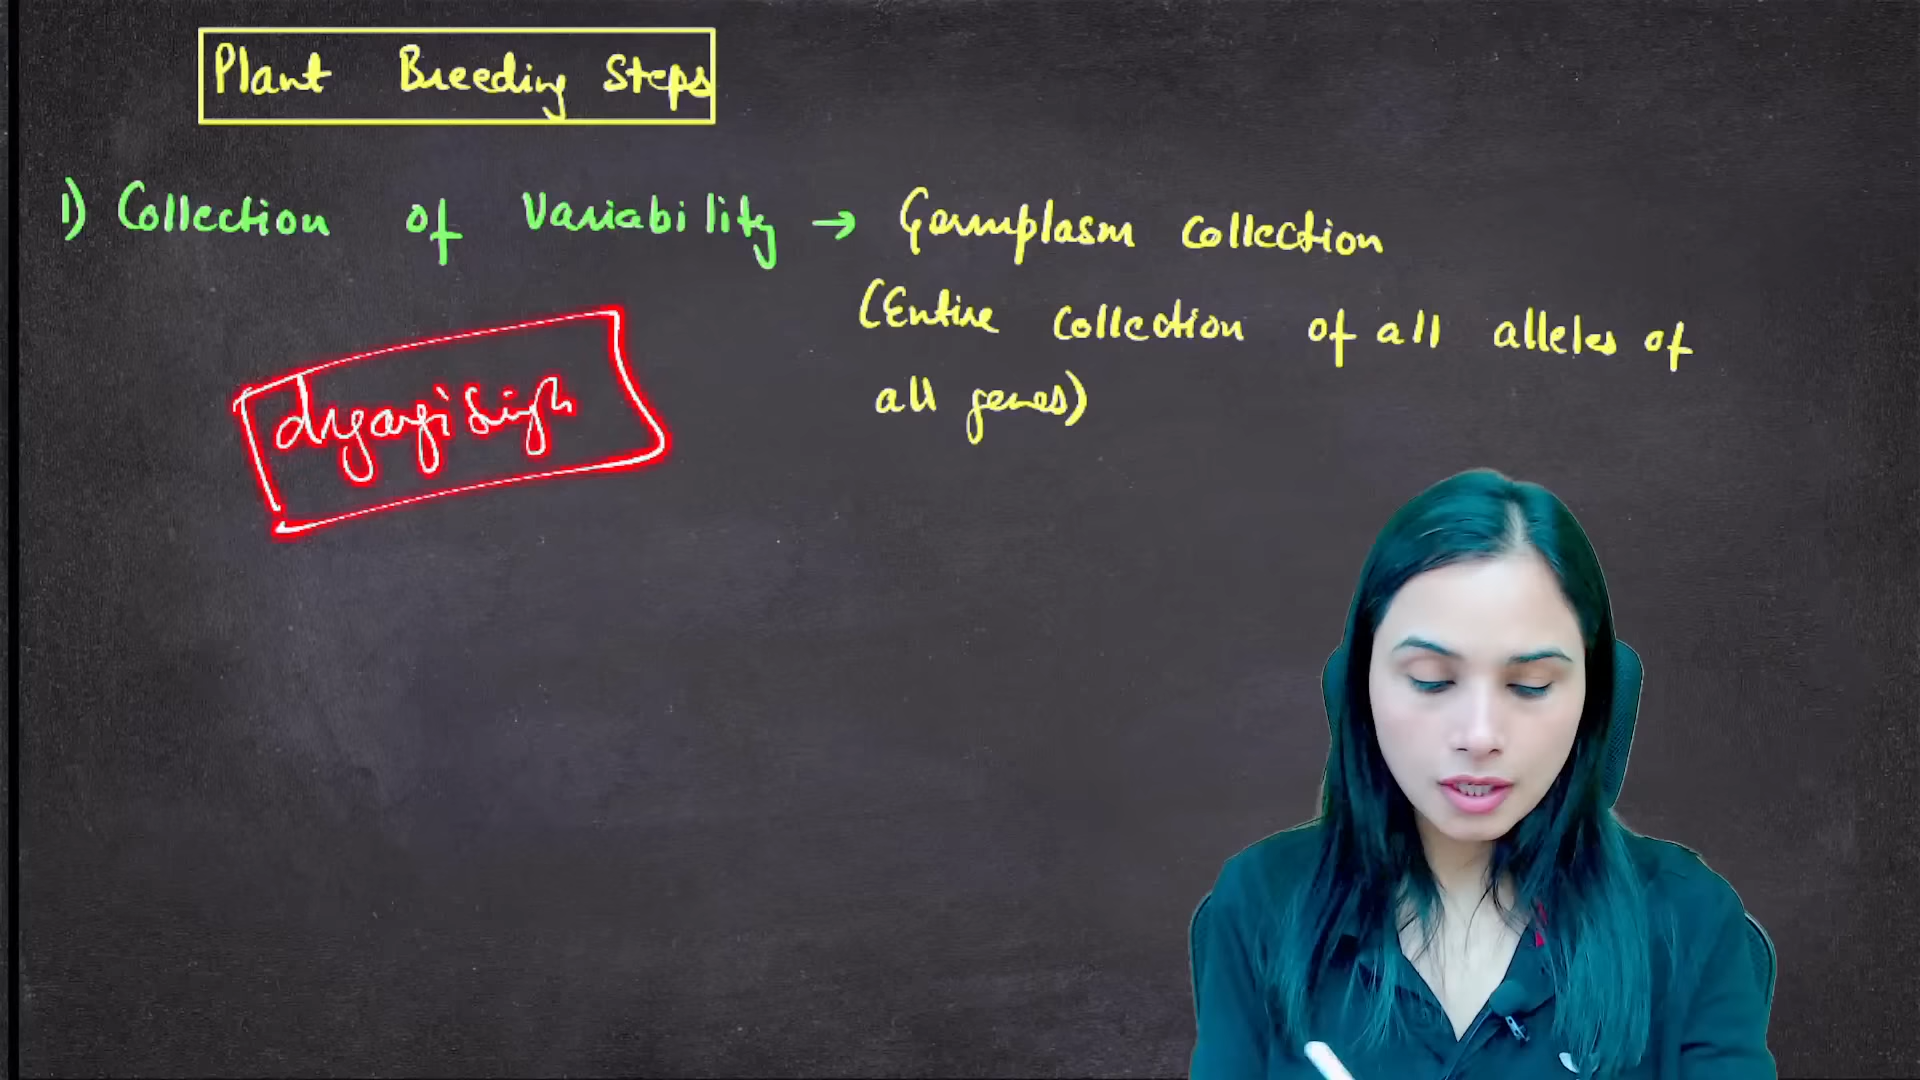 Plant Breeding Steps
1) Collection of Variability → Germplasm collection
(Entire collection of all alleles of
all genes)